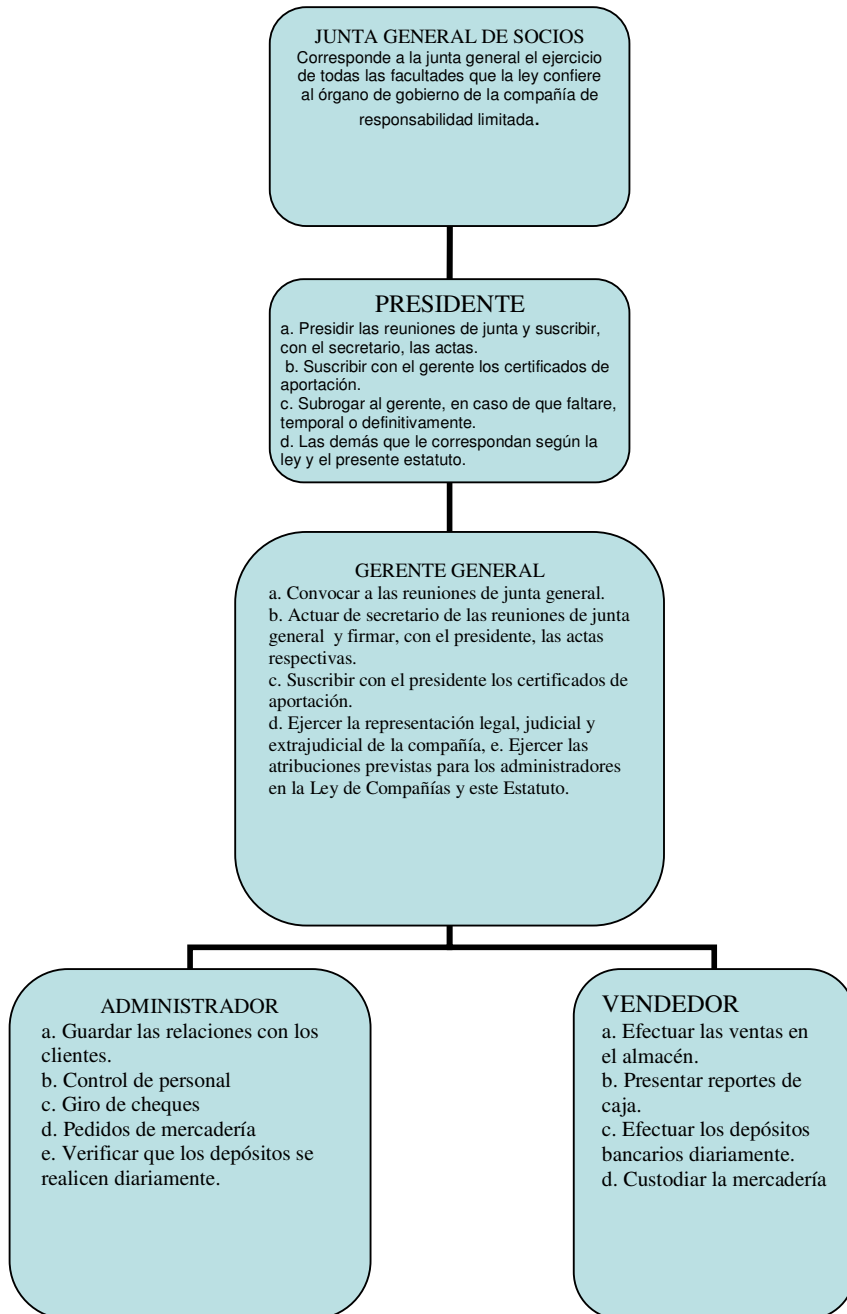 JUNTA GENERAL DE SOCIOS
Corresponde a la junta general el ejercicio
de todas las facultades que la ley confiere
al órgano de gobierno de la compañía de
responsabilidad limitada.
PRESIDENTE
a. Presidir las reuniones de junta y suscribir,
con el secretario, las actas.
b. Suscribir con el gerente los certificados de
aportación.
c. Subrogar al gerente, en caso de que faltare,
temporal o definitivamente.
d. Las demás que le correspondan según la
ley y el presente estatuto.
GERENTE GENERAL
a. Convocar a las reuniones de junta general.
b. Actuar de secretario de las reuniones de junta
general y firmar, con el presidente, las actas
respectivas.
c. Suscribir con el presidente los certificados de
aportación.
d. Ejercer la representación legal, judicial y
extrajudicial de la compañía, e. Ejercer las
atribuciones previstas para los administradores
en la Ley de Compañías y este Estatuto.
ADMINISTRADOR
a. Guardar las relaciones con los
clientes.
b. Control de personal
c. Giro de cheques
d. Pedidos de mercadería
e. Verificar que los depósitos se
realicen diariamente.
VENDEDOR
a. Efectuar las ventas en
el almacén.
b. Presentar reportes de
caja.
c. Efectuar los depósitos
bancarios diariamente.
d. Custodiar la mercadería